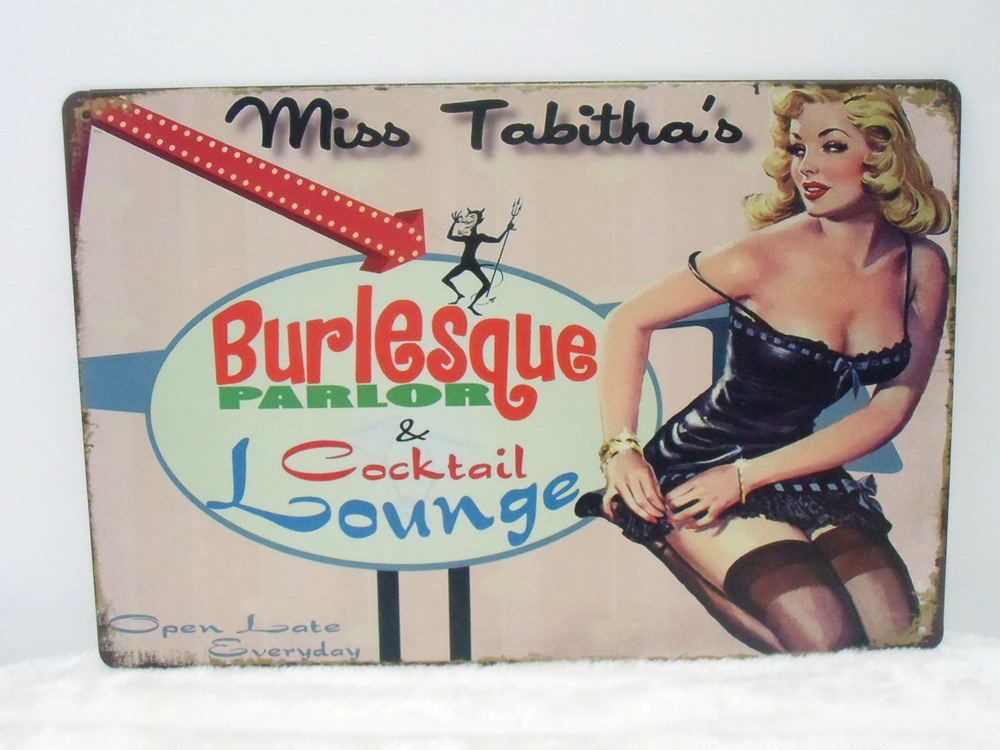 Miss Tabitha's
Burlesque
PARLOR
&
Cocktail
Lounge
Open Late
Everyday